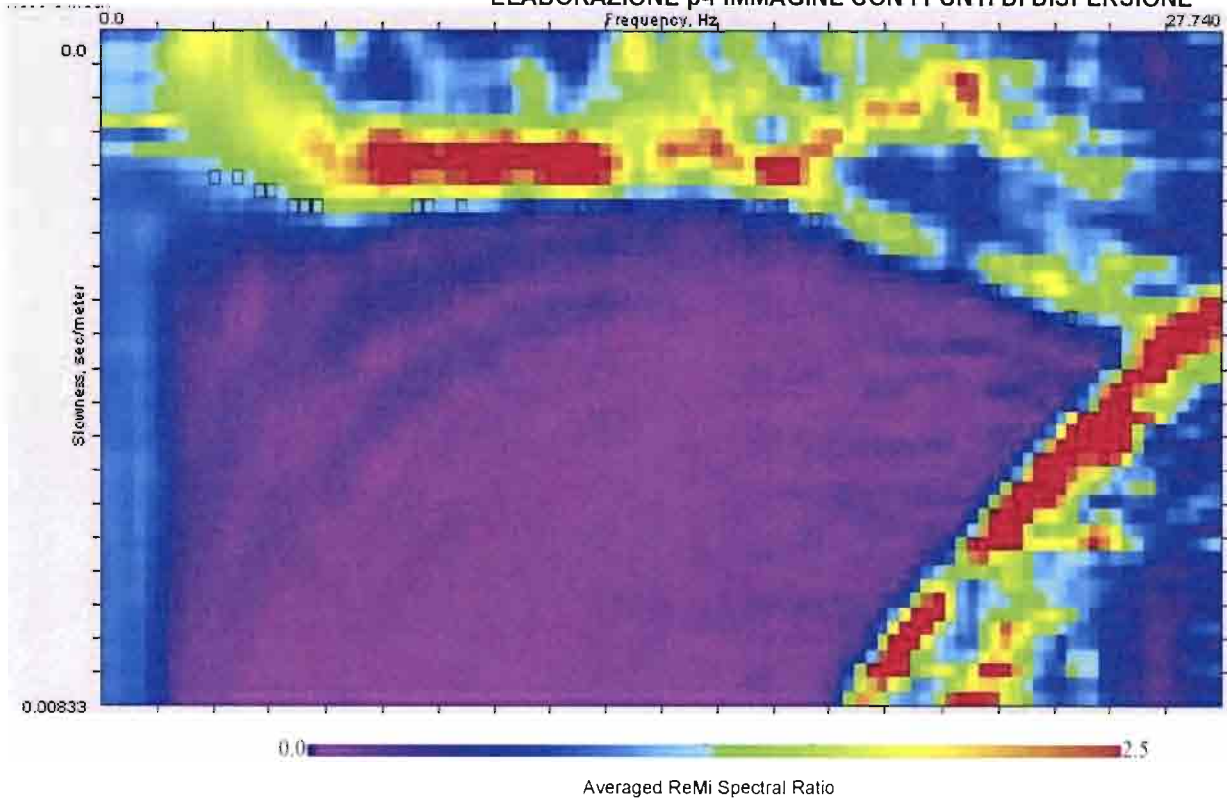 ELABORAZIONE p-f IMMAGINE CON I PUNTI DI DISPERSIONE
0.0 Frequency, Hz 27.740
0.0
Slowness, sec/meter
0.00833
0.0 2.5
Averaged ReMi Spectral Ratio